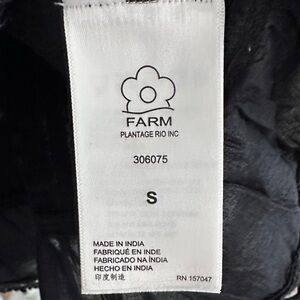 FARM
PLANTAGE RIO INC
306075
S
MADE IN INDIA
FABRIQUÉ EN INDE
FABRICADO NA ÍNDIA
HECHO EN INDIA
印度制造
RN 157047